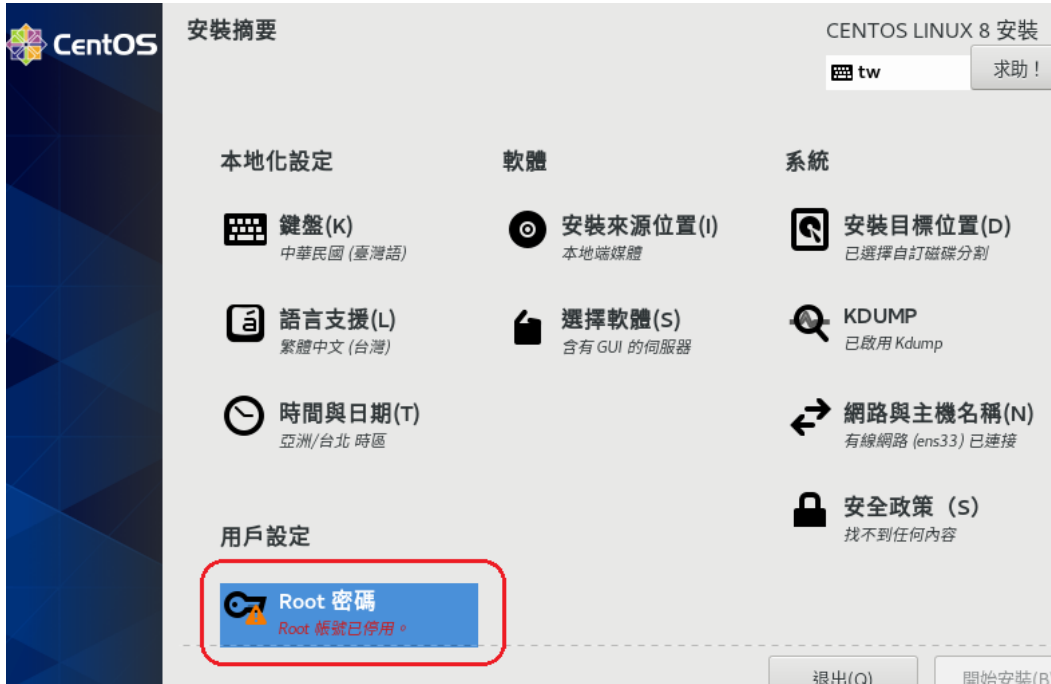 CentOS
安裝摘要
CENTOS LINUX 8 安裝
tw
求助！
本地化設定
軟體
系統
鍵盤(K)
中華民國 (臺灣語)
安裝來源位置(I)
本地端媒體
安裝目標位置(D)
已選擇自訂磁碟分割
語言支援(L)
繁體中文 (台灣)
選擇軟體(S)
含有 GUI 的伺服器
KDUMP
已啟用 Kdump
時間與日期(T)
亞洲/台北 時區
網路與主機名稱(N)
有線網路 (ens33) 已連接
安全政策（S）
找不到任何內容
用戶設定
Root 密碼
Root 帳號已停用。
退出(Q)
開始安裝(B